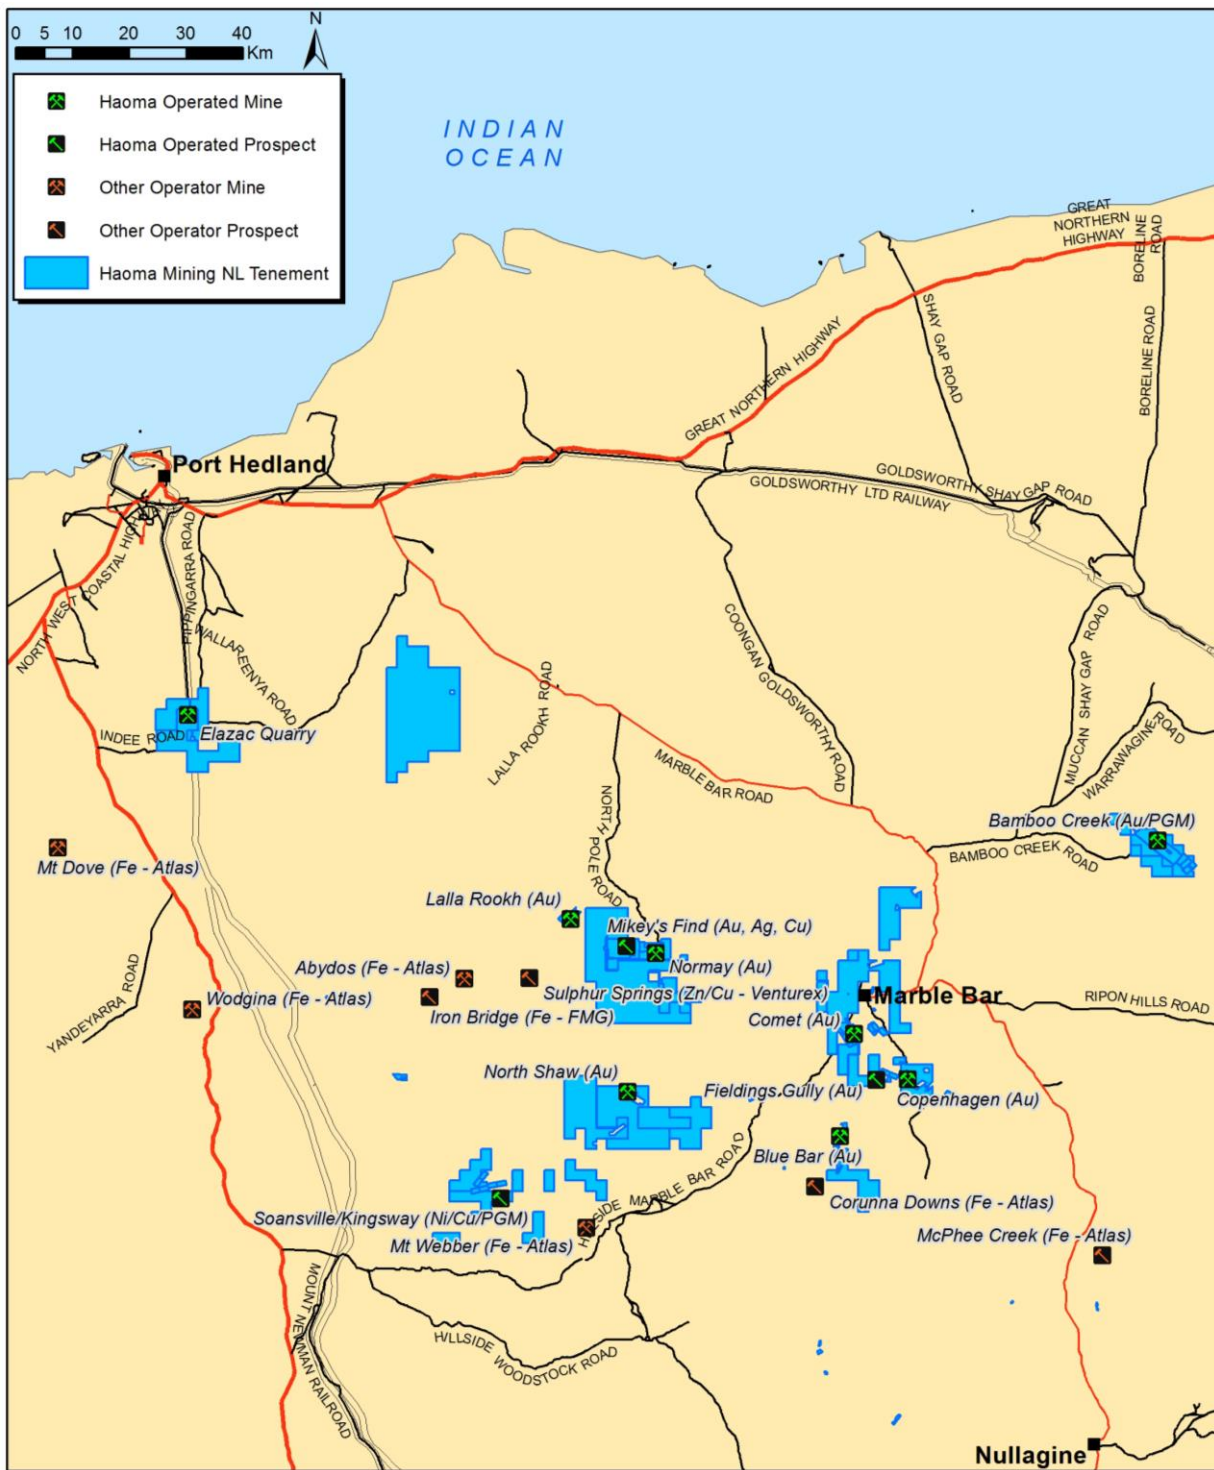 0 5 10 20 30 40
Km
N
Haoma Operated Mine
Haoma Operated Prospect
Other Operator Mine
Other Operator Prospect
Haoma Mining NL Tenement
INDIAN
OCEAN
GREAT
NORTHERN
HIGHWAY
BORELINE
ROAD
SHAY GAP ROAD
BORELINE ROAD
GREAT NORTHERN HIGHWAY
Port Hedland
GOLDSWORTHY SHAY GAP ROAD
GOLDSWORTHY LTD RAILWAY
NORTH WEST COASTAL HIGH
PIPPINGARRA ROAD
WALLAREENYA ROAD
COONGAN GOLDSWORTHY ROAD
MUCCAN SHAY GAP ROAD
WARRAWAGINE ROAD
LALLA ROOKH ROAD
INDEE ROAD
Elazac Quarry
MARBLE BAR ROAD
NORTH POLE ROAD
Bamboo Creek (Au/PGM)
BAMBOO CREEK ROAD
Mt Dove (Fe - Atlas)
Lalla Rookh (Au)
Mikey's Find (Au, Ag, Cu)
Normay (Au)
Abydos (Fe - Atlas)
Sulphur Springs (Zn/Cu - Venturex)
Marble Bar
RIPON HILLS ROAD
YANDEYARRA ROAD
Wodgina (Fe - Atlas)
Iron Bridge (Fe - FMG)
Comet (Au)
North Shaw (Au)
Fieldings Gully (Au)
Copenhagen (Au)
Blue Bar (Au)
HILLSIDE MARBLE BAR ROAD
Corunna Downs (Fe - Atlas)
Soansville/Kingsway (Ni/Cu/PGM)
Mt Webber (Fe - Atlas)
McPhee Creek (Fe - Atlas)
MOUNT NEWMAN RAILROAD
HILLSIDE WOODSTOCK ROAD
Nullagine